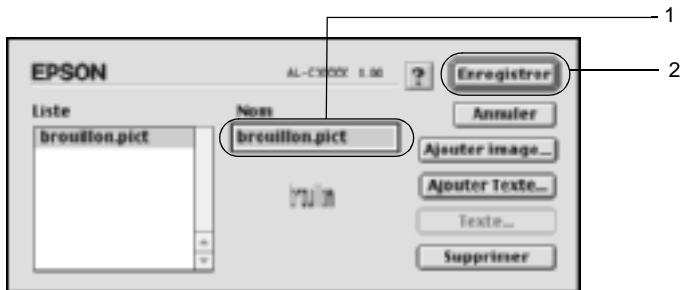 1
EPSON
AL-CXXXX 1.00
?
Enregistrer
2
Liste
Nom
Annuler
brouillon.pict
brouillon.pict
Ajouter image...
brouillon
Ajouter Texte...
Texte...
Supprimer